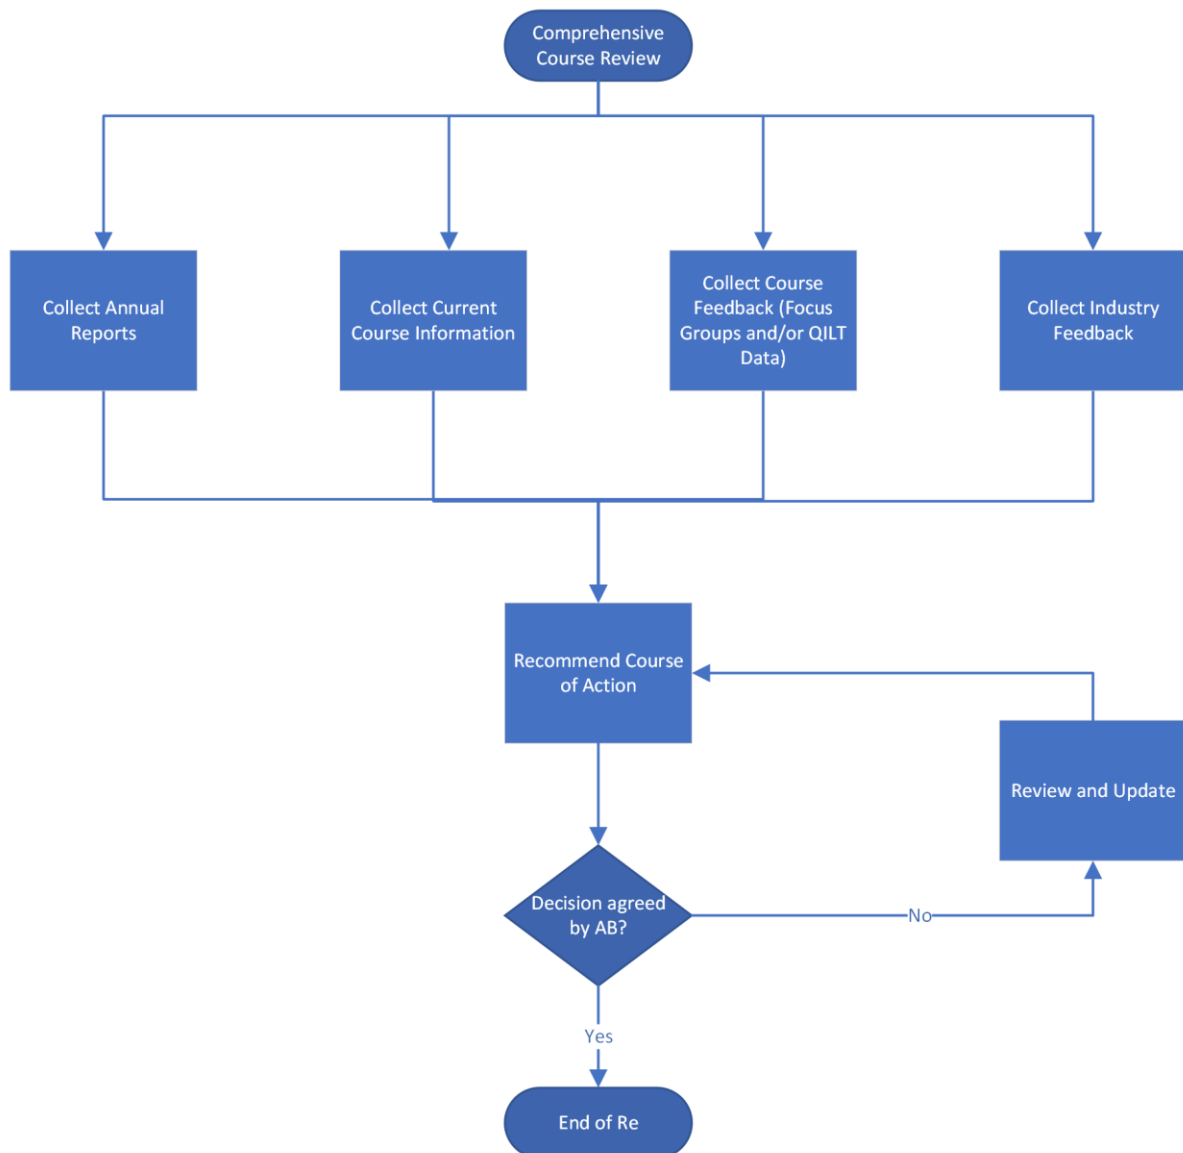 Comprehensive
Course Review
Collect Annual
Reports
Collect Current
Course Information
Collect Course
Feedback (Focus
Groups and/or QILT
Data)
Collect Industry
Feedback
Recommend Course
of Action
Review and Update
Decision agreed
by AB?
No
Yes
End of Re